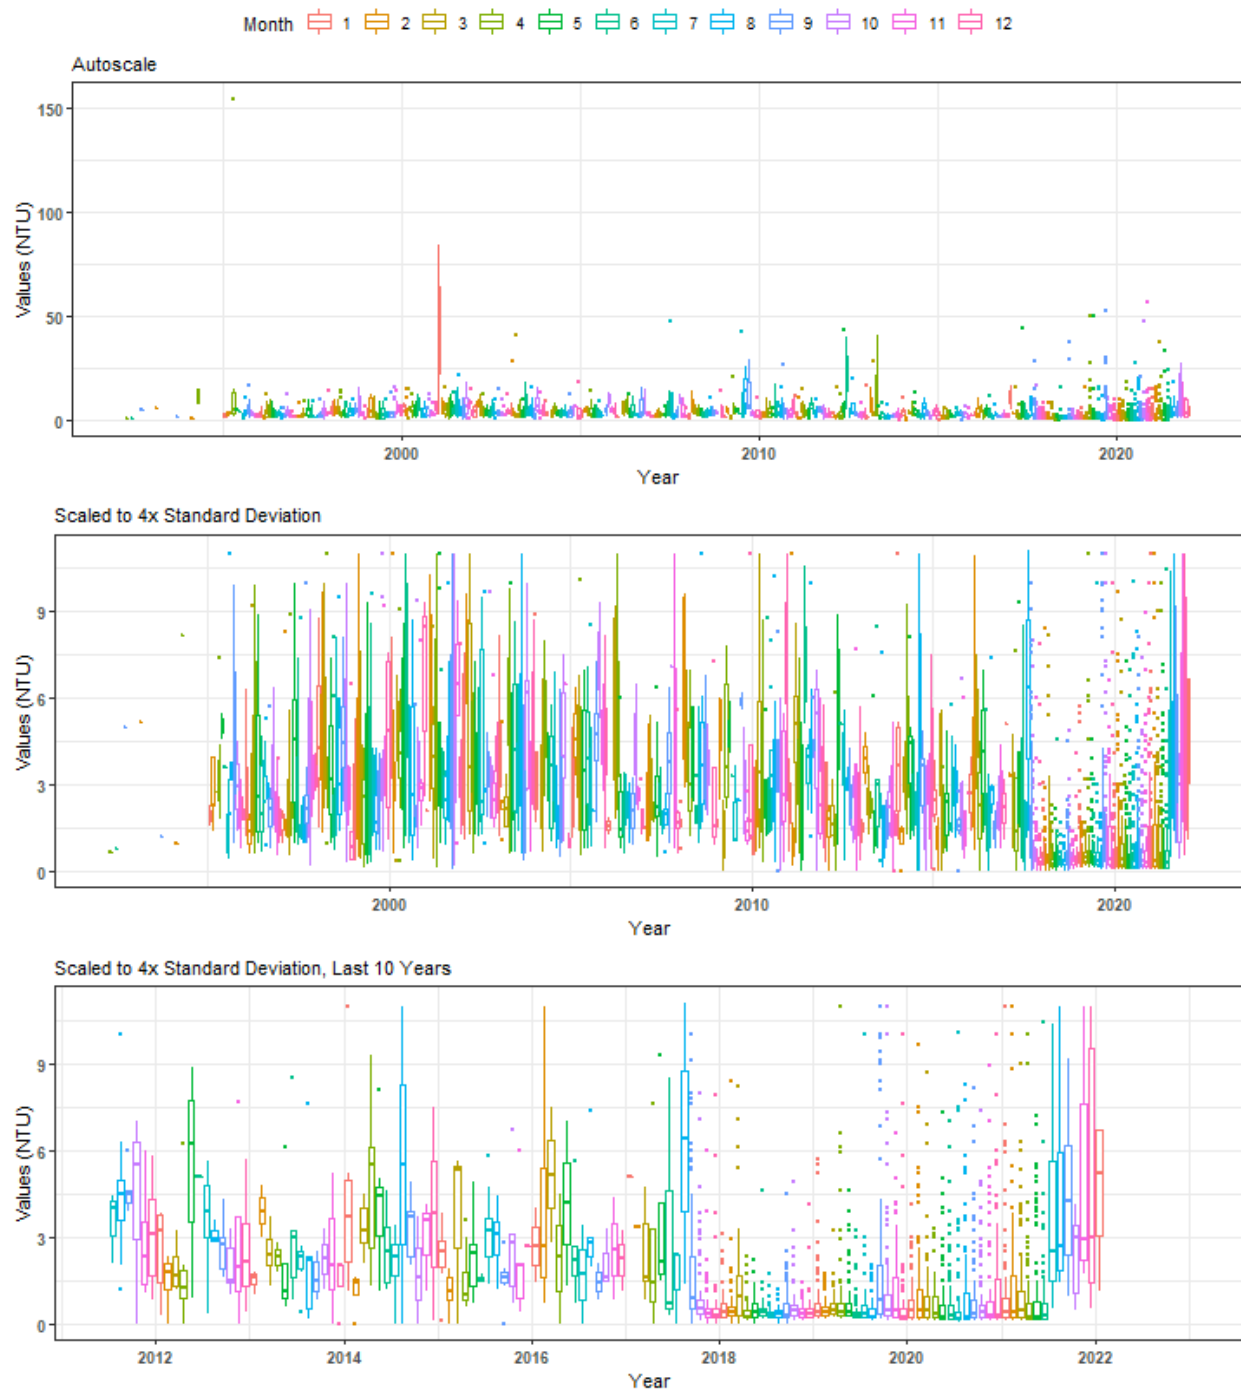 Month 1 2 3 4 5 6 7 8 9 10 11 12
Autoscale
150
100
50
0
Values (NTU)
2000 2010 2020
Year
Scaled to 4x Standard Deviation
9
6
3
0
Values (NTU)
2000 2010 2020
Year
Scaled to 4x Standard Deviation, Last 10 Years
9
6
3
0
Values (NTU)
2012 2014 2016 2018 2020 2022
Year